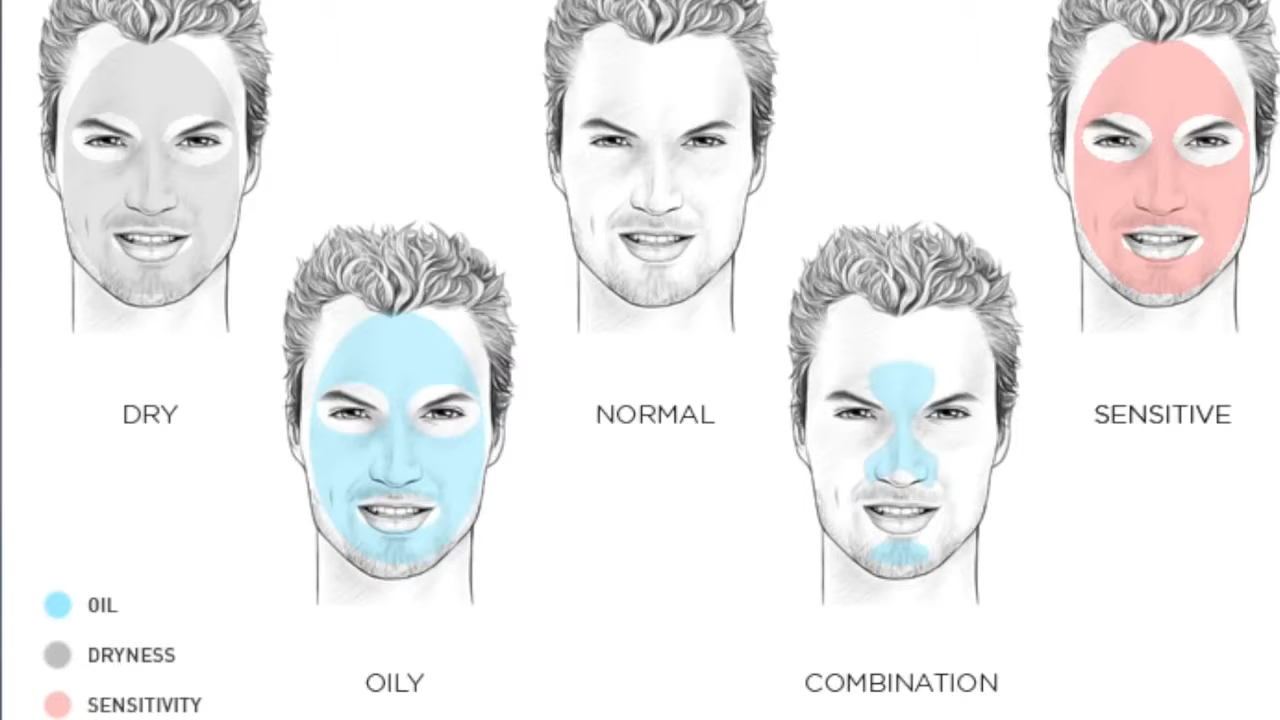 DRY
NORMAL
SENSITIVE
OILY
COMBINATION
OIL
DRYNESS
SENSITIVITY